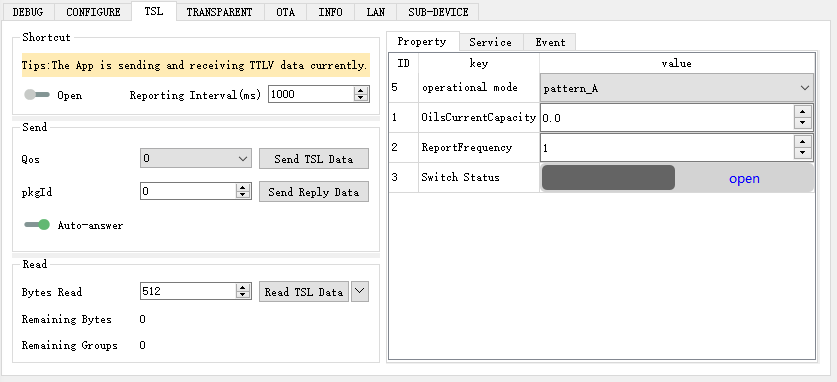 DEBUG CONFIGURE TSL TRANSPARENT OTA INFO LAN SUB-DEVICE
Shortcut
Tips:The App is sending and receiving TTLV data currently.
Open Reporting Interval(ms) 1000
Send
Qos 0 Send TSL Data
pkgId 0 Send Reply Data
Auto-answer
Read
Bytes Read 512 Read TSL Data
Remaining Bytes 0
Remaining Groups 0
Property Service Event
ID key value
5 operational mode pattern_A
1 OilsCurrentCapacity 0.0
2 ReportFrequency 1
3 Switch Status open